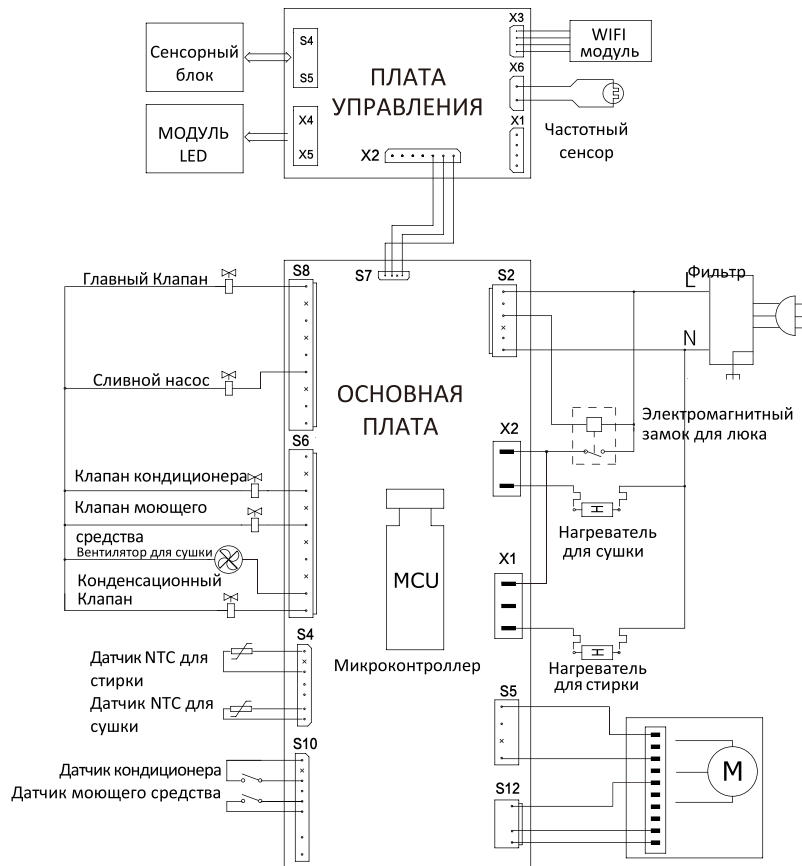 Сенсорный
блок
МОДУЛЬ
LED
S4
S5
X4
X5
ПЛАТА
УПРАВЛЕНИЯ
X2
X3
X6
X1
WIFI
модуль
Частотный
сенсор
S8
S7
S2
Главный Клапан
Сливной насос
Фильтр
L
N
ОСНОВНАЯ
ПЛАТА
Электромагнитный
замок для люка
S6
X2
Клапан кондиционера
Клапан моющего
средства
Вентилятор для сушки
Конденсационный
Клапан
Нагреватель
для сушки
X1
MCU
Микроконтроллер
S4
Датчик NTC для
стирки
Датчик NTC для
сушки
Нагреватель
для стирки
S5
S10
Датчик кондиционера
Датчик моющего средства
S12
M